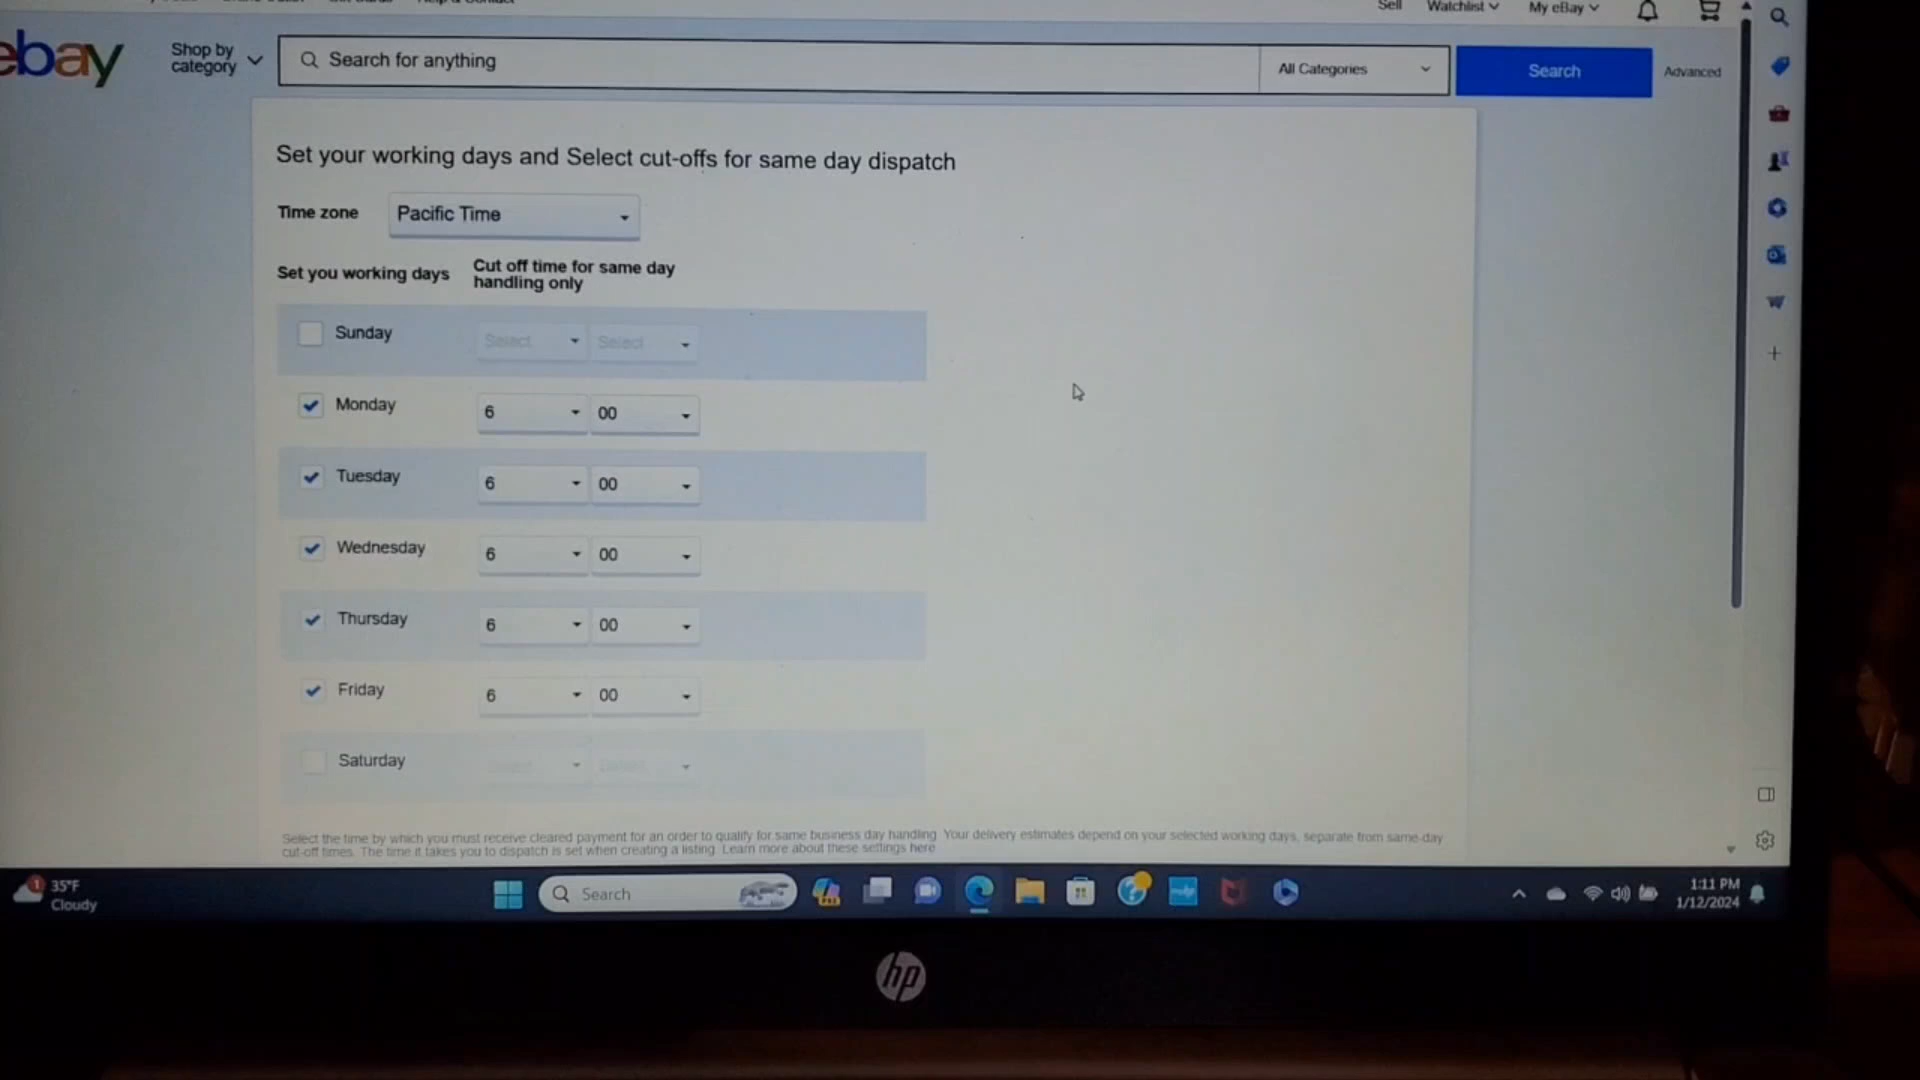 Sell Watchlist My eBay
ebay
Shop by
category
Search for anything
All Categories
Search
Advanced
Set your working days and Select cut-offs for same day dispatch
Time zone Pacific Time
Set you working days
Cut off time for same day
handling only
Sunday Select Select
Monday 6 00
Tuesday 6 00
Wednesday 6 00
Thursday 6 00
Friday 6 00
Saturday Select Select
Select the time by which you must receive cleared payment for an order to qualify for same business day handling. Your delivery estimates depend on your selected working days, separate from same-day
cut-off times. The time it takes you to dispatch is set when creating a listing. Learn more about these settings here
1
35°F
Cloudy
Search
1:11 PM
1/12/2024
hp